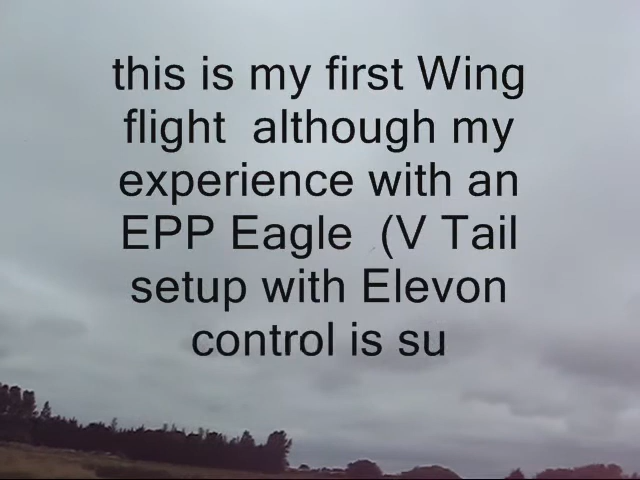 this is my first Wing
flight  although my
experience with an
EPP Eagle  (V Tail
setup with Elevon
control is su